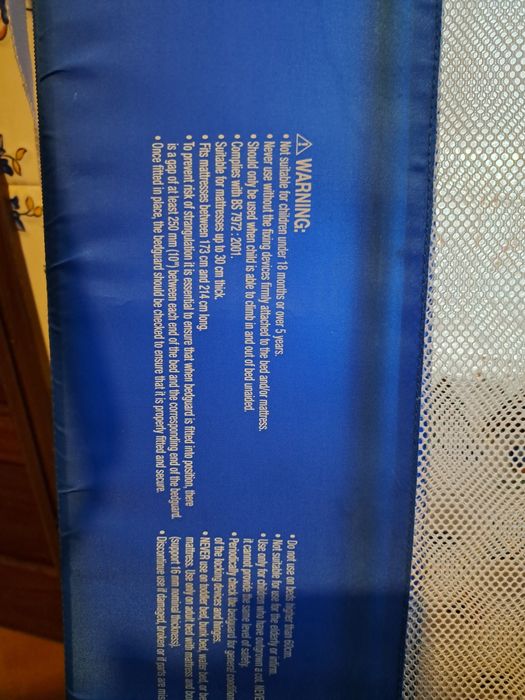 ⚠ WARNING:
• Not suitable for children under 18 months or over 5 years.
• Never use without the fixing devices firmly attached to the bed and/or mattress.
• Should only be used when child is able to climb in and out of bed unaided.
• Complies with BS 7972 : 2001.
• Suitable for mattresses up to 30 cm thick.
• Fits mattresses between 173 cm and 214 cm long.
• To prevent risk of strangulation it is essential to ensure that when bedguard is fitted into position, there
is a gap of at least 250 mm (10") between each end of the bed and the corresponding end of the bedguard.
• Once fitted in place, the bedguard should be checked to ensure that it is properly fitted and secure.
• Do not use on beds higher than 60cm.
• Not suitable for use for the elderly or infirm.
• Use only for children who have outgrown a cot. NEVE
it cannot provide the same level of safety.
• Periodically check the bedguard for general condition
of the locking devices and hinges.
• NEVER use on toddler bed, bunk bed, water bed, or be
mattress. Use only on adult bed with mattress and bo
(support 16 mm nominal thickness).
• Discontinue use if damaged, broken or if parts are mis